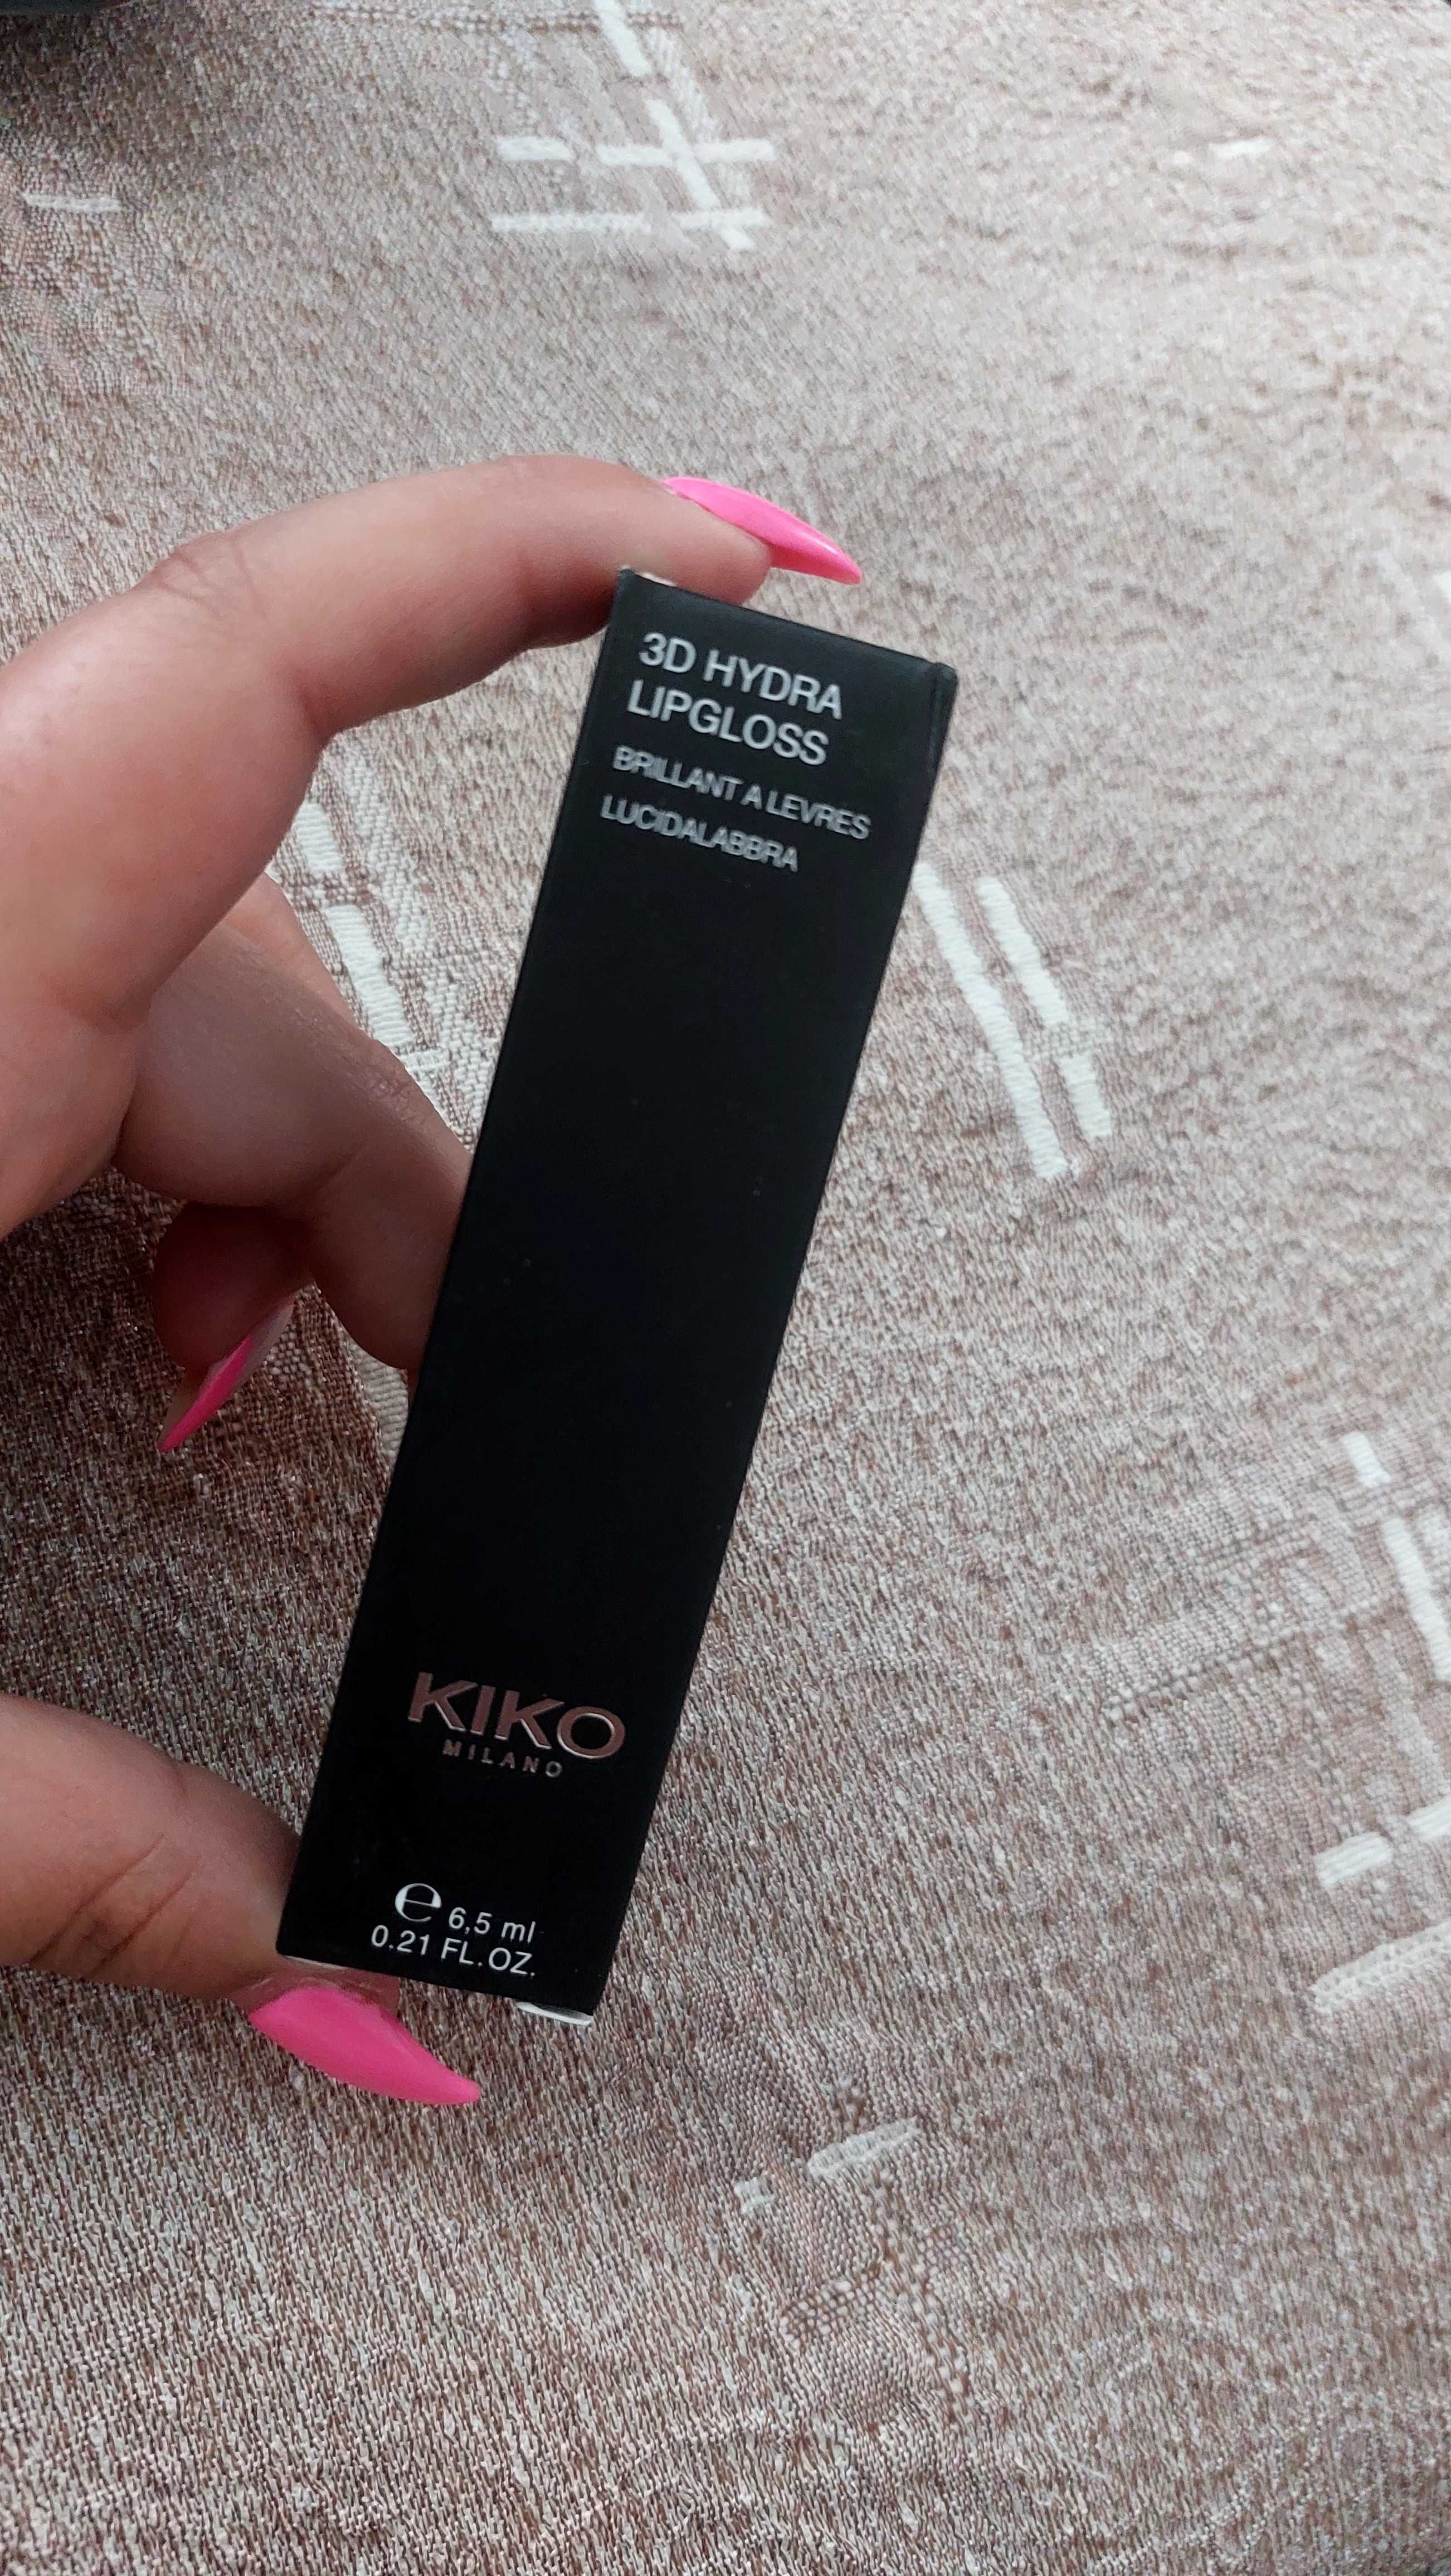 3D HYDRA
LIPGLOSS
BRILLANT A LEVRES
LUCIDALABBRA
KIKO
MILANO
℮ 6,5 ml
0.21 FL.OZ.